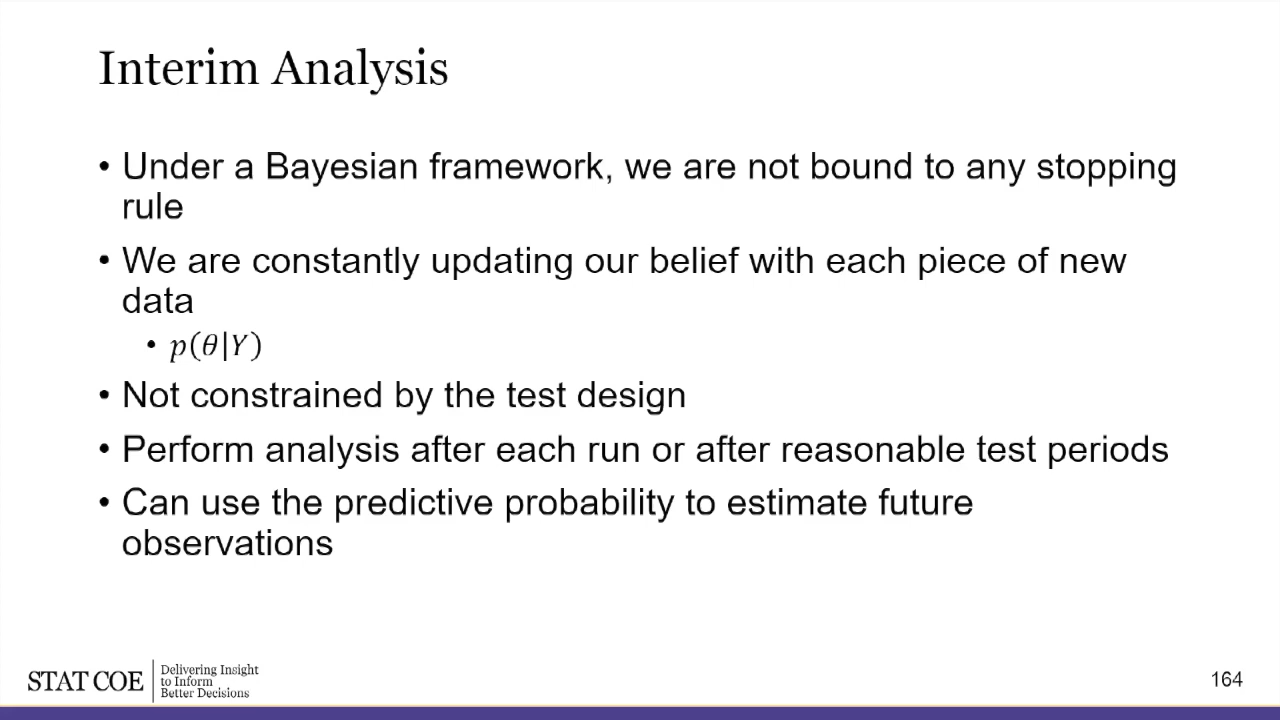 Interim Analysis
• Under a Bayesian framework, we are not bound to any stopping
rule
• We are constantly updating our belief with each piece of new
data
• 𝑝(𝜃|𝑌)
• Not constrained by the test design
• Perform analysis after each run or after reasonable test periods
• Can use the predictive probability to estimate future
observations
STAT COE
Delivering Insight
to Inform
Better Decisions
164